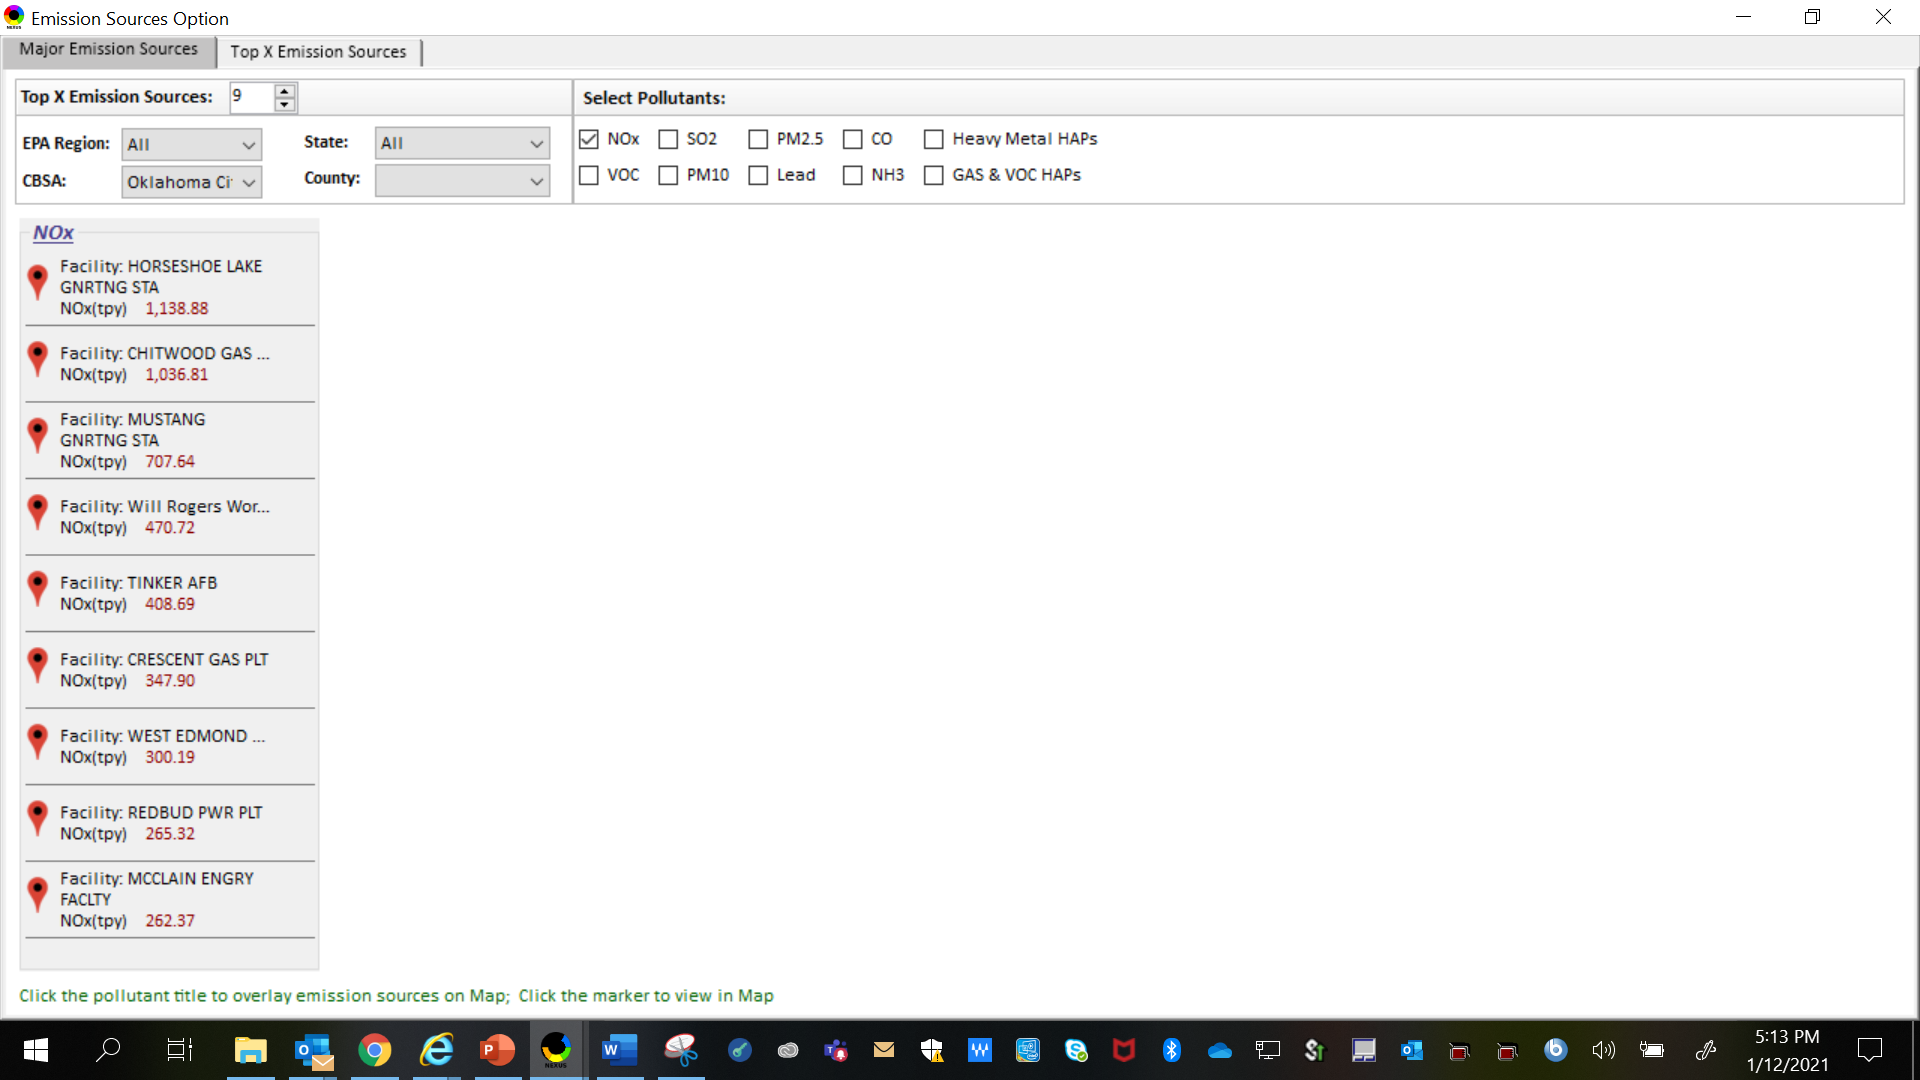 Emission Sources Option
Major Emission Sources
Top X Emission Sources
Top X Emission Sources: 9
Select Pollutants:
EPA Region: All
State: All
CBSA: Oklahoma Ci
County:
NOx SO2 PM2.5 CO Heavy Metal HAPs
VOC PM10 Lead NH3 GAS & VOC HAPs
NOx
Facility: HORSESHOE LAKE
GNRTNG STA
NOx(tpy) 1,138.88
Facility: CHITWOOD GAS ...
NOx(tpy) 1,036.81
Facility: MUSTANG
GNRTNG STA
NOx(tpy) 707.64
Facility: Will Rogers Wor...
NOx(tpy) 470.72
Facility: TINKER AFB
NOx(tpy) 408.69
Facility: CRESCENT GAS PLT
NOx(tpy) 347.90
Facility: WEST EDMOND ...
NOx(tpy) 300.19
Facility: REDBUD PWR PLT
NOx(tpy) 265.32
Facility: MCCLAIN ENGRY
FACLTY
NOx(tpy) 262.37
Click the pollutant title to overlay emission sources on Map; Click the marker to view in Map
NEXUS
5:13 PM
1/12/2021